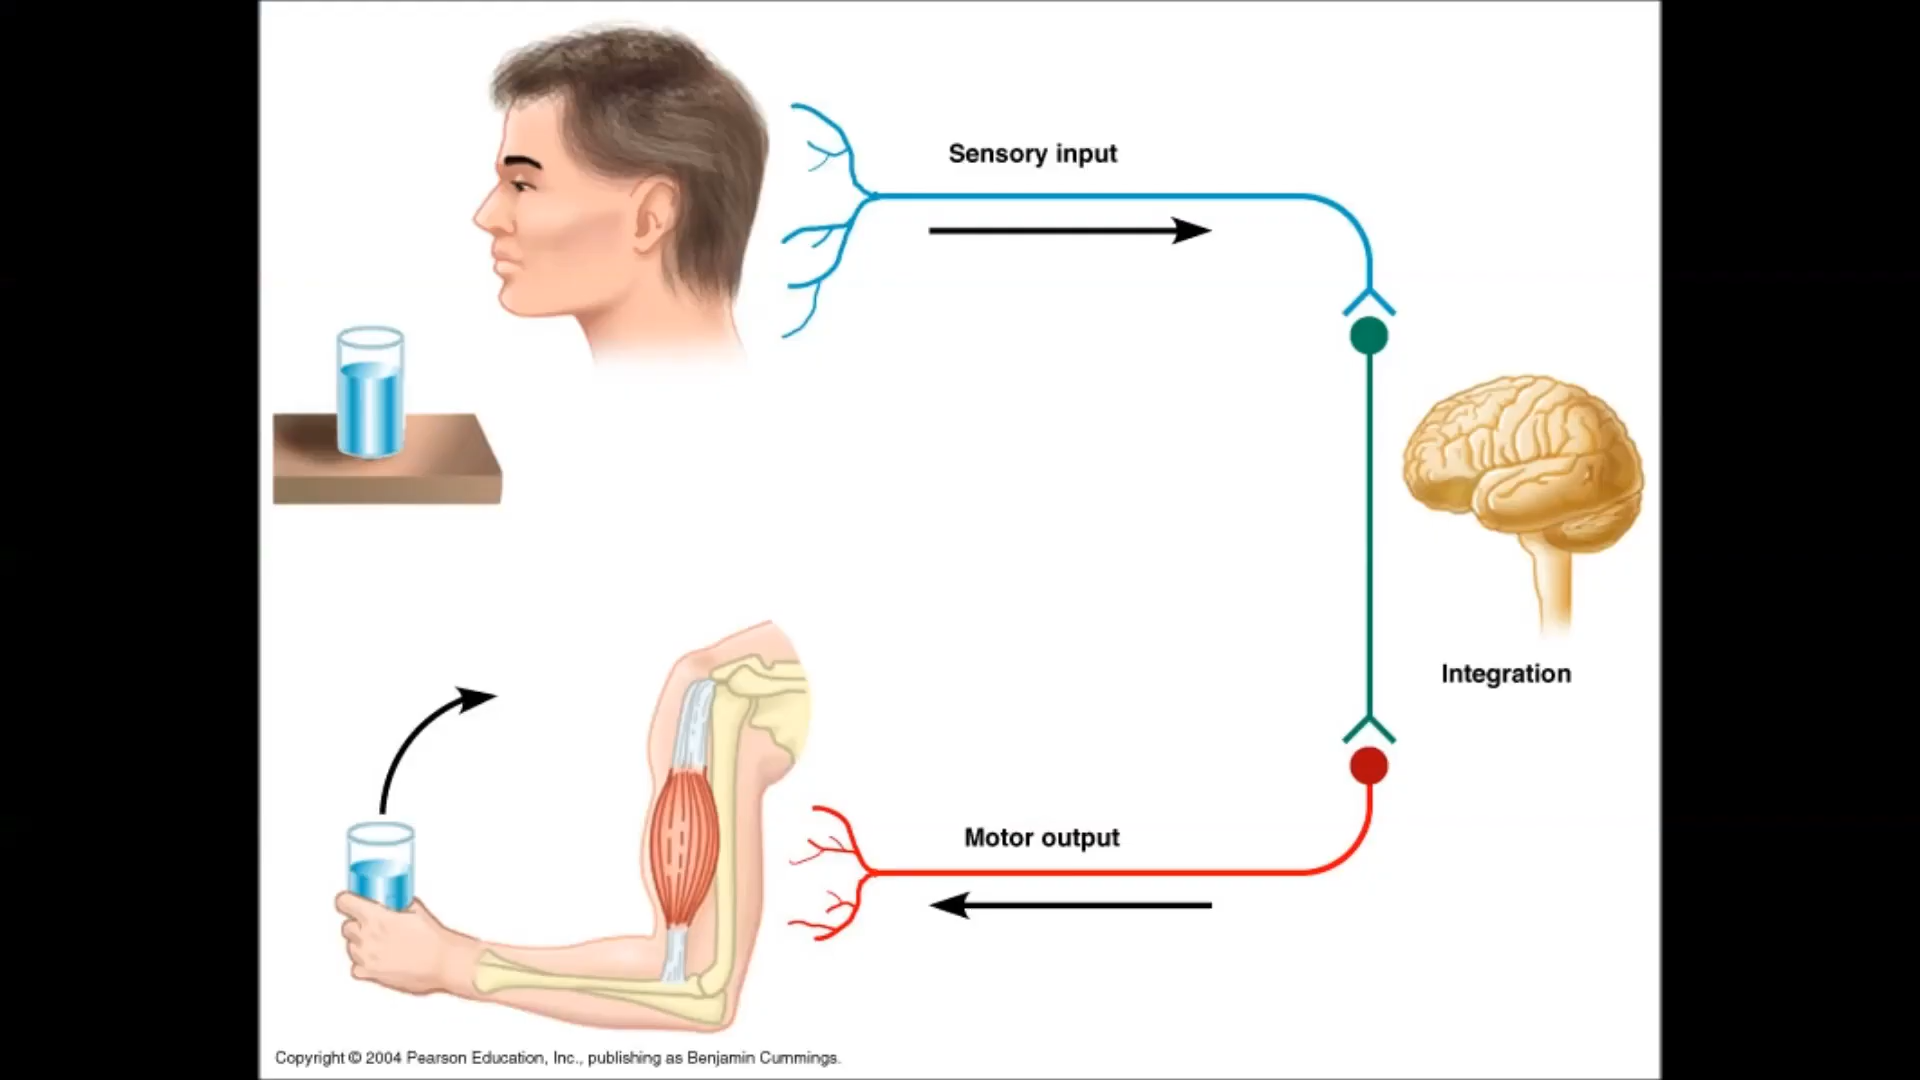 Sensory input
Integration
Motor output
Copyright © 2004 Pearson Education, Inc., publishing as Benjamin Cummings.